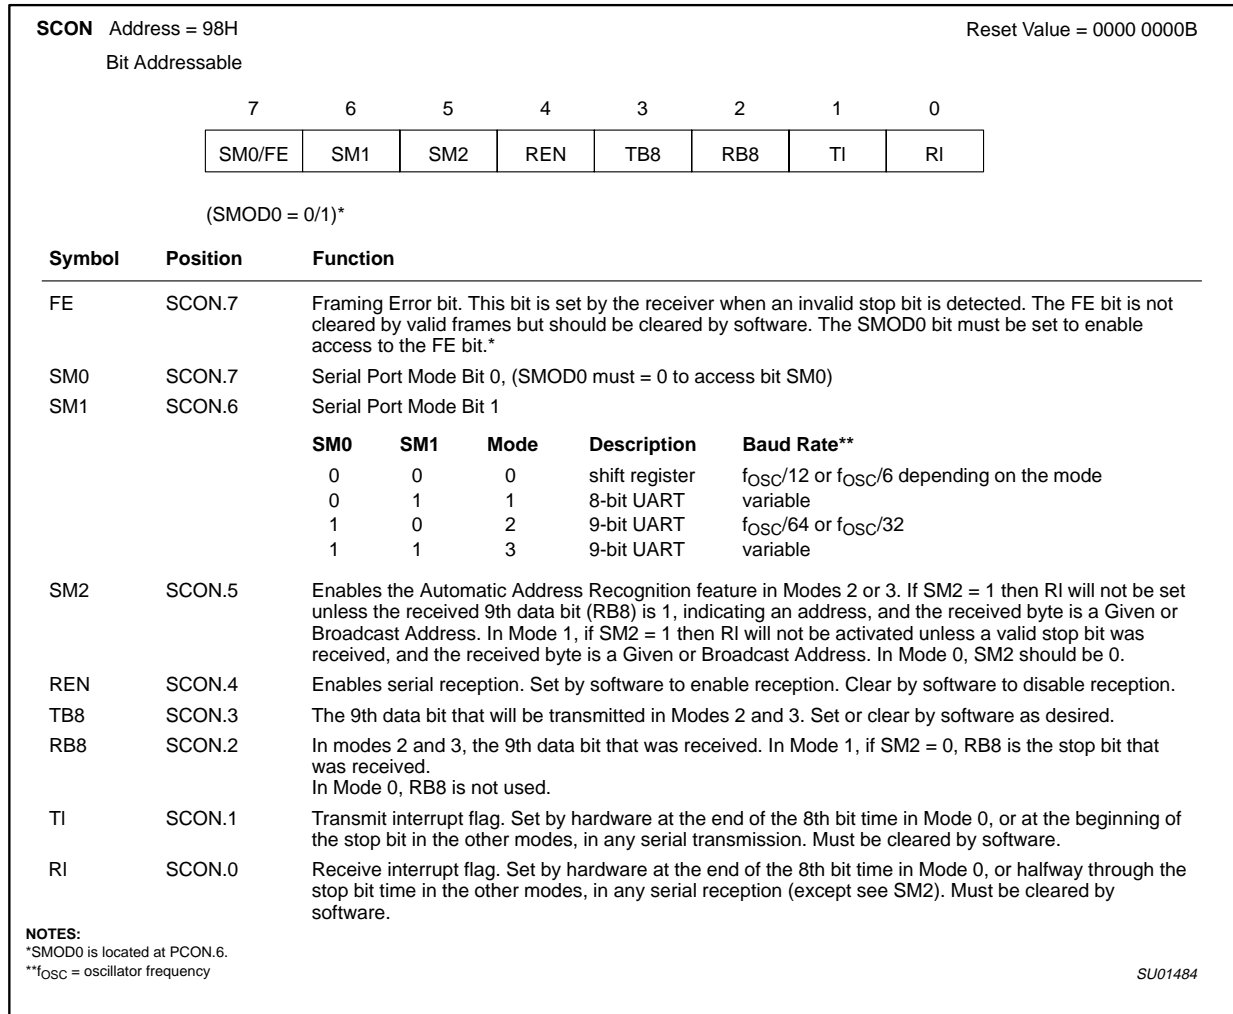 SCON Address = 98H Reset Value = 0000 0000B
Bit Addressable
7 6 5 4 3 2 1 0
SM0/FE SM1 SM2 REN TB8 RB8 TI RI
(SMOD0 = 0/1)*
Symbol Position Function
FE SCON.7 Framing Error bit. This bit is set by the receiver when an invalid stop bit is detected. The FE bit is not
cleared by valid frames but should be cleared by software. The SMOD0 bit must be set to enable
access to the FE bit.*
SM0 SCON.7 Serial Port Mode Bit 0, (SMOD0 must = 0 to access bit SM0)
SM1 SCON.6 Serial Port Mode Bit 1
SM0 SM1 Mode Description Baud Rate**
0 0 0 shift register fOSC/12 or fOSC/6 depending on the mode
0 1 1 8-bit UART variable
1 0 2 9-bit UART fOSC/64 or fOSC/32
1 1 3 9-bit UART variable
SM2 SCON.5 Enables the Automatic Address Recognition feature in Modes 2 or 3. If SM2 = 1 then RI will not be set
unless the received 9th data bit (RB8) is 1, indicating an address, and the received byte is a Given or
Broadcast Address. In Mode 1, if SM2 = 1 then RI will not be activated unless a valid stop bit was
received, and the received byte is a Given or Broadcast Address. In Mode 0, SM2 should be 0.
REN SCON.4 Enables serial reception. Set by software to enable reception. Clear by software to disable reception.
TB8 SCON.3 The 9th data bit that will be transmitted in Modes 2 and 3. Set or clear by software as desired.
RB8 SCON.2 In modes 2 and 3, the 9th data bit that was received. In Mode 1, if SM2 = 0, RB8 is the stop bit that
was received.
In Mode 0, RB8 is not used.
TI SCON.1 Transmit interrupt flag. Set by hardware at the end of the 8th bit time in Mode 0, or at the beginning of
the stop bit in the other modes, in any serial transmission. Must be cleared by software.
RI SCON.0 Receive interrupt flag. Set by hardware at the end of the 8th bit time in Mode 0, or halfway through the
stop bit time in the other modes, in any serial reception (except see SM2). Must be cleared by
software.
NOTES:
*SMOD0 is located at PCON.6.
**fOSC = oscillator frequency SU01484